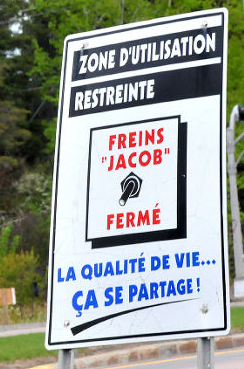 ZONE D'UTILISATION
RESTREINTE
FREINS
"JACOB"
FERMÉ
LA QUALITÉ DE VIE...
ÇA SE PARTAGE !